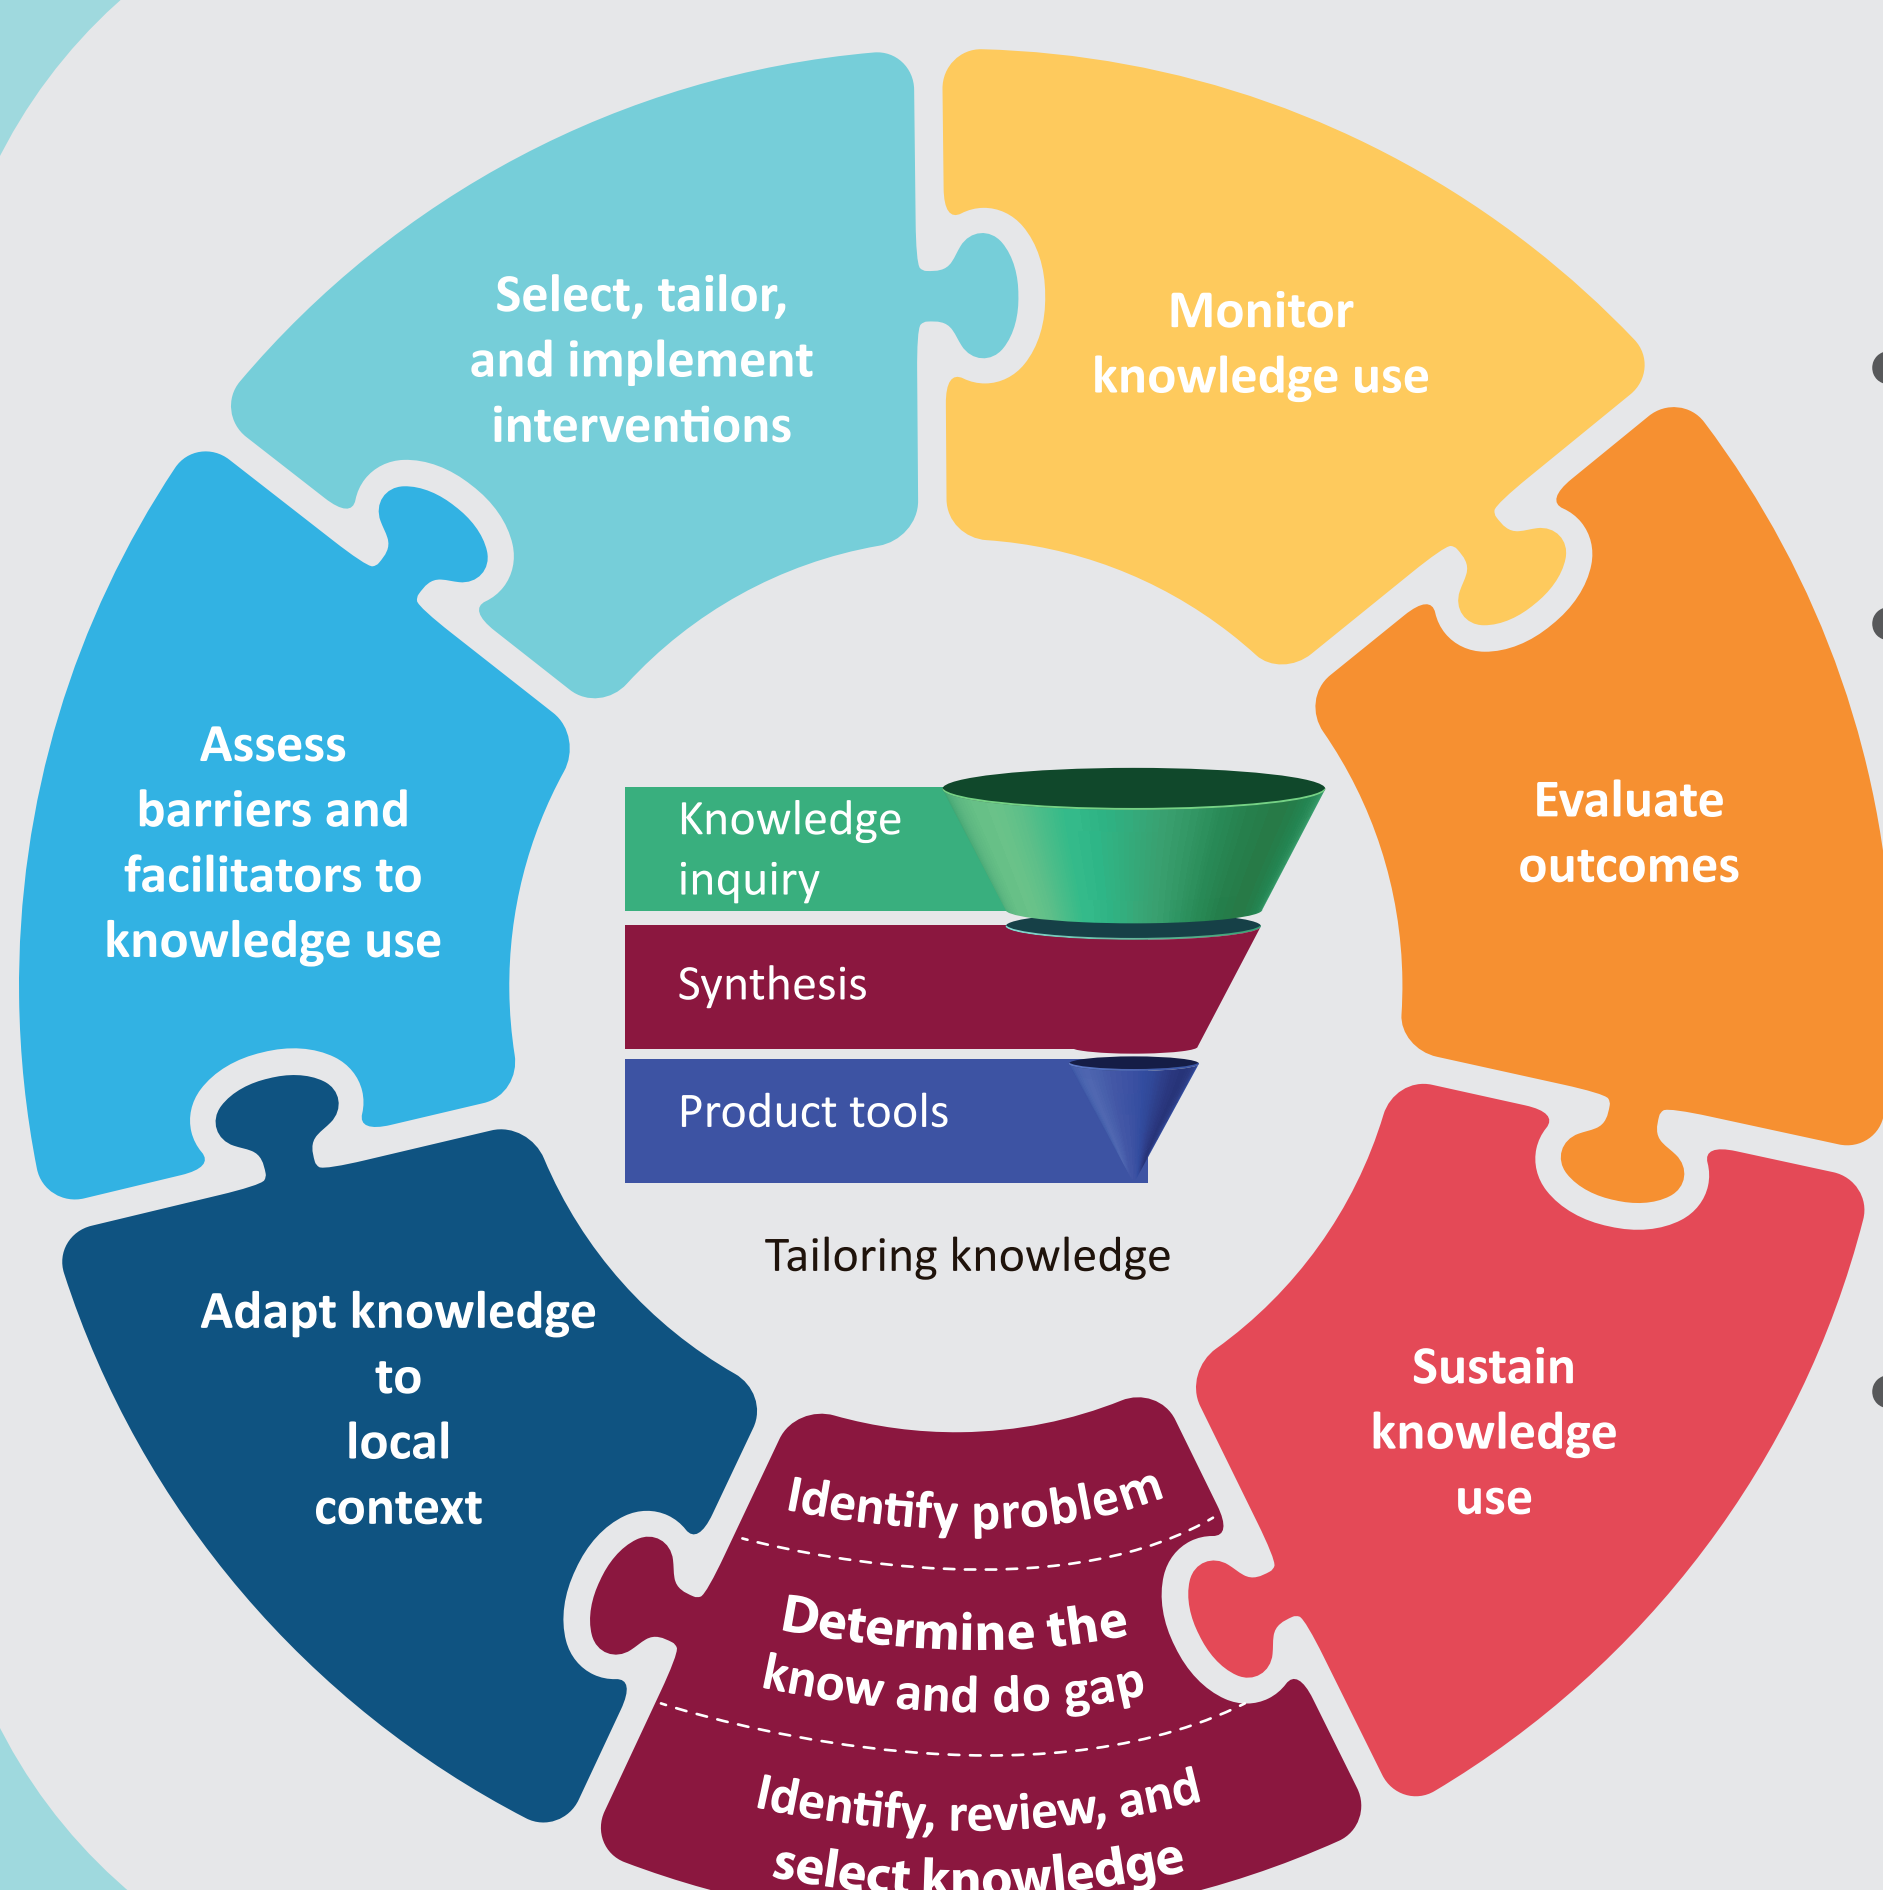 Select, tailor,
and implement
interventions
Monitor
knowledge use
Assess
barriers and
facilitators to
knowledge use
Evaluate
outcomes
Knowledge
inquiry
Synthesis
Product tools
Tailoring knowledge
Adapt knowledge
to
local
context
Sustain
knowledge
use
Identify problem
Determine the
know and do gap
Identify, review, and
select knowledge